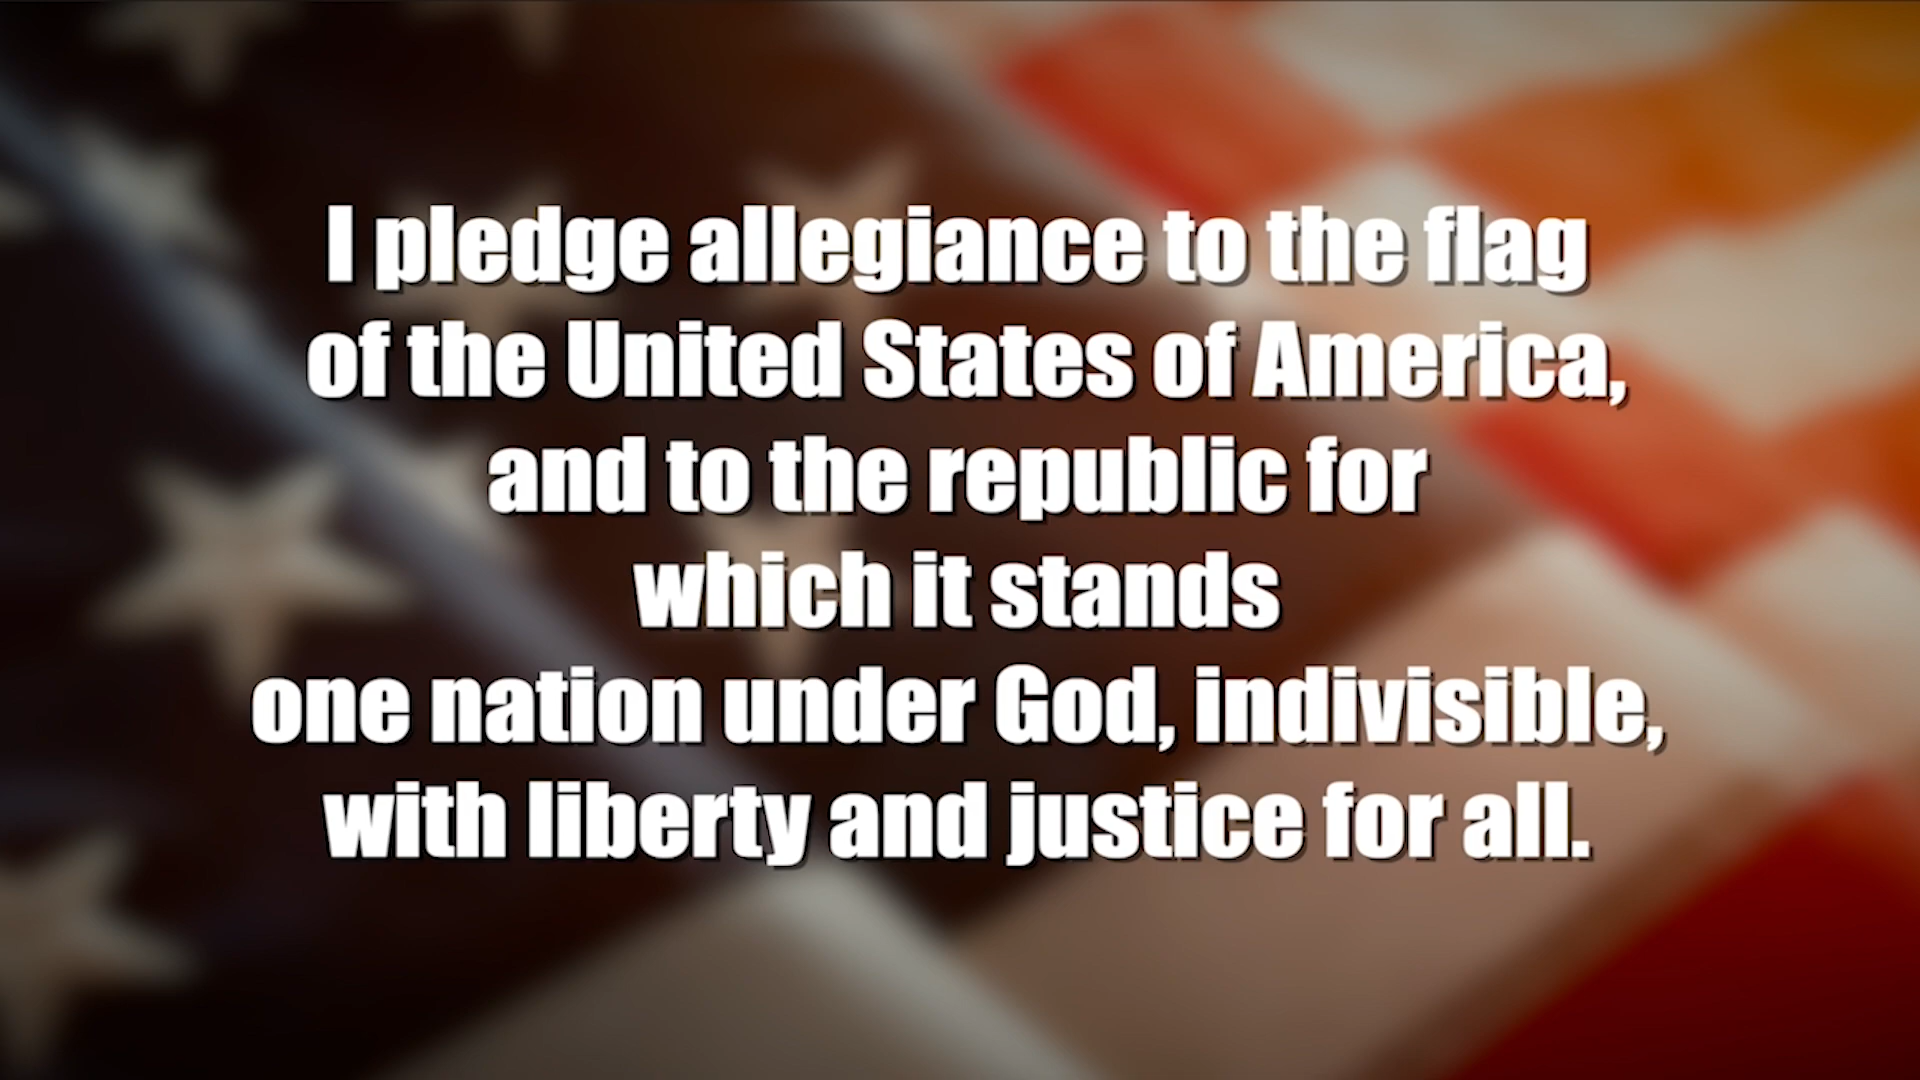 I pledge allegiance to the flag
of the United States of America,
and to the republic for
which it stands
one nation under God, indivisible,
with liberty and justice for all.